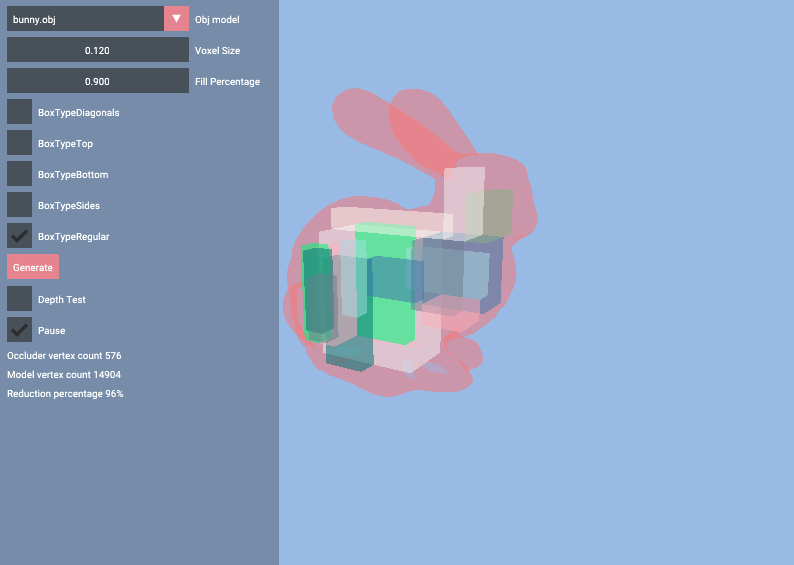 bunny.obj Obj model
0.120 Voxel Size
0.900 Fill Percentage
BoxTypeDiagonals
BoxTypeTop
BoxTypeBottom
BoxTypeSides
BoxTypeRegular
Generate
Depth Test
Pause
Occluder vertex count 576
Model vertex count 14904
Reduction percentage 96%